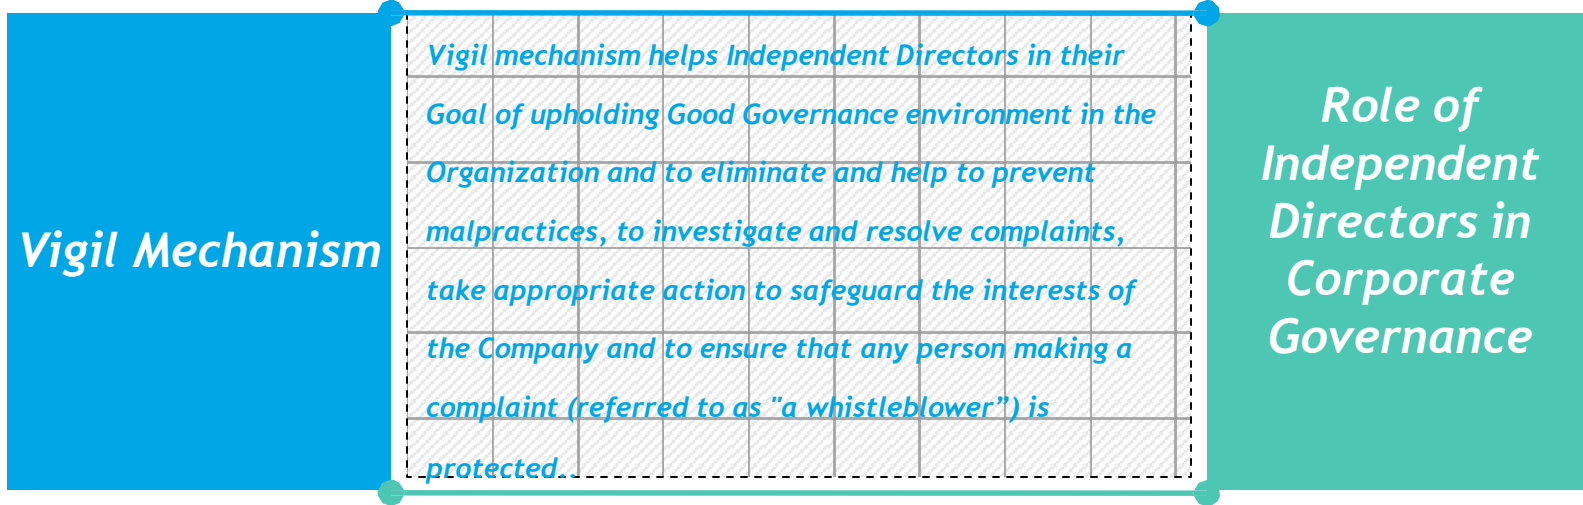 Vigil Mechanism
Vigil mechanism helps Independent Directors in their
Goal of upholding Good Governance environment in the
Organization and to eliminate and help to prevent
malpractices, to investigate and resolve complaints,
take appropriate action to safeguard the interests of
the Company and to ensure that any person making a
complaint (referred to as "a whistleblower”) is
protected..
Role of
Independent
Directors in
Corporate
Governance